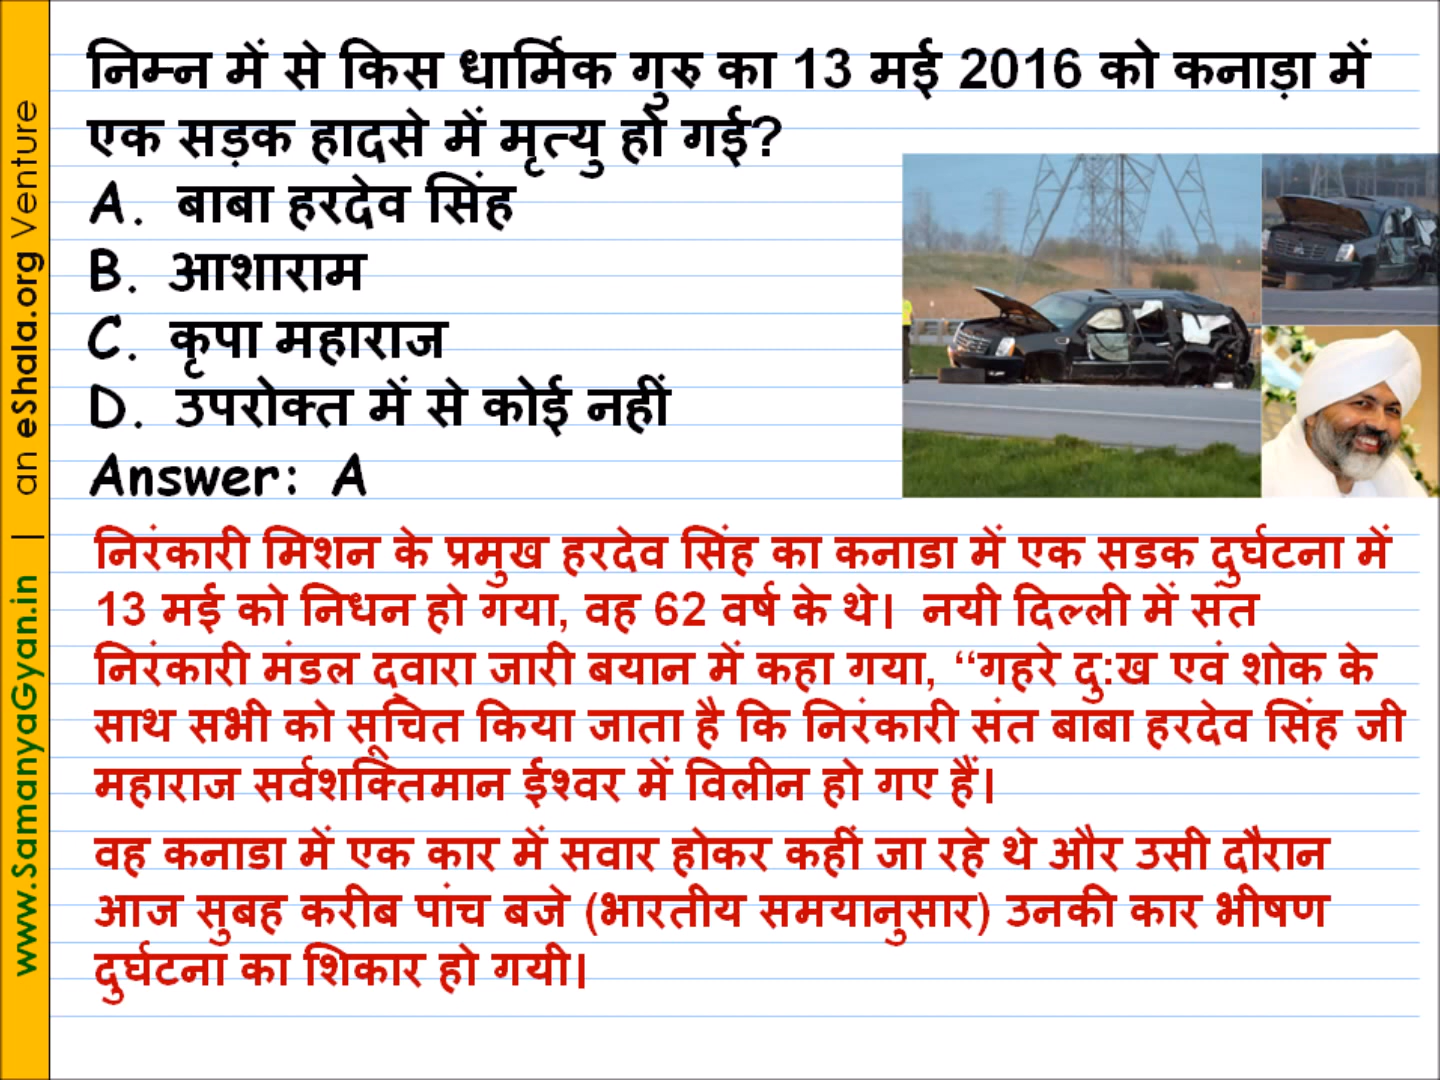 निम्न में से किस धार्मिक गुरु का 13 मई 2016 को कनाड़ा में
एक सड़क हादसे में मृत्यु हो गई?
A. बाबा हरदेव सिंह
B. आशाराम
C. कृपा महाराज
D. उपरोक्त में से कोई नहीं
Answer: A
निरंकारी मिशन के प्रमुख हरदेव सिंह का कनाडा में एक सडक दुर्घटना में
13 मई को निधन हो गया, वह 62 वर्ष के थे। नयी दिल्ली में संत
निरंकारी मंडल द्वारा जारी बयान में कहा गया, “गहरे दु:ख एवं शोक के
साथ सभी को सूचित किया जाता है कि निरंकारी संत बाबा हरदेव सिंह जी
महाराज सर्वशक्तिमान ईश्वर में विलीन हो गए हैं।
वह कनाडा में एक कार में सवार होकर कहीं जा रहे थे और उसी दौरान
आज सुबह करीब पांच बजे (भारतीय समयानुसार) उनकी कार भीषण
दुर्घटना का शिकार हो गयी।
www.SamanyaGyan.in | an eShala.org Venture